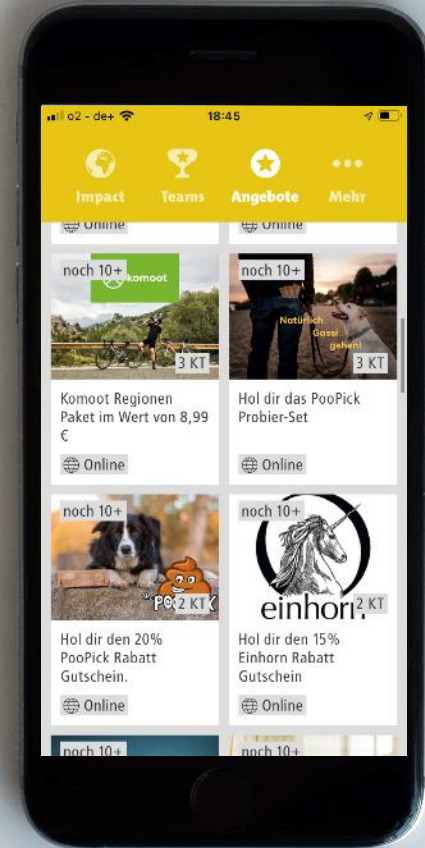 o2 - de+
18:45
Impact Teams Angebote Mehr
Online Online
noch 10+
komoot
3 KT
Komoot Regionen
Paket im Wert von 8,99
€
Online
noch 10+
Natürlich
Gassi
gehen!
3 KT
Hol dir das PooPick
Probier-Set
Online
noch 10+
2 KT
Hol dir den 20%
PooPick Rabatt
Gutschein.
Online
noch 10+
einhorn
2 KT
Hol dir den 15%
Einhorn Rabatt
Gutschein
Online
noch 10+ noch 10+